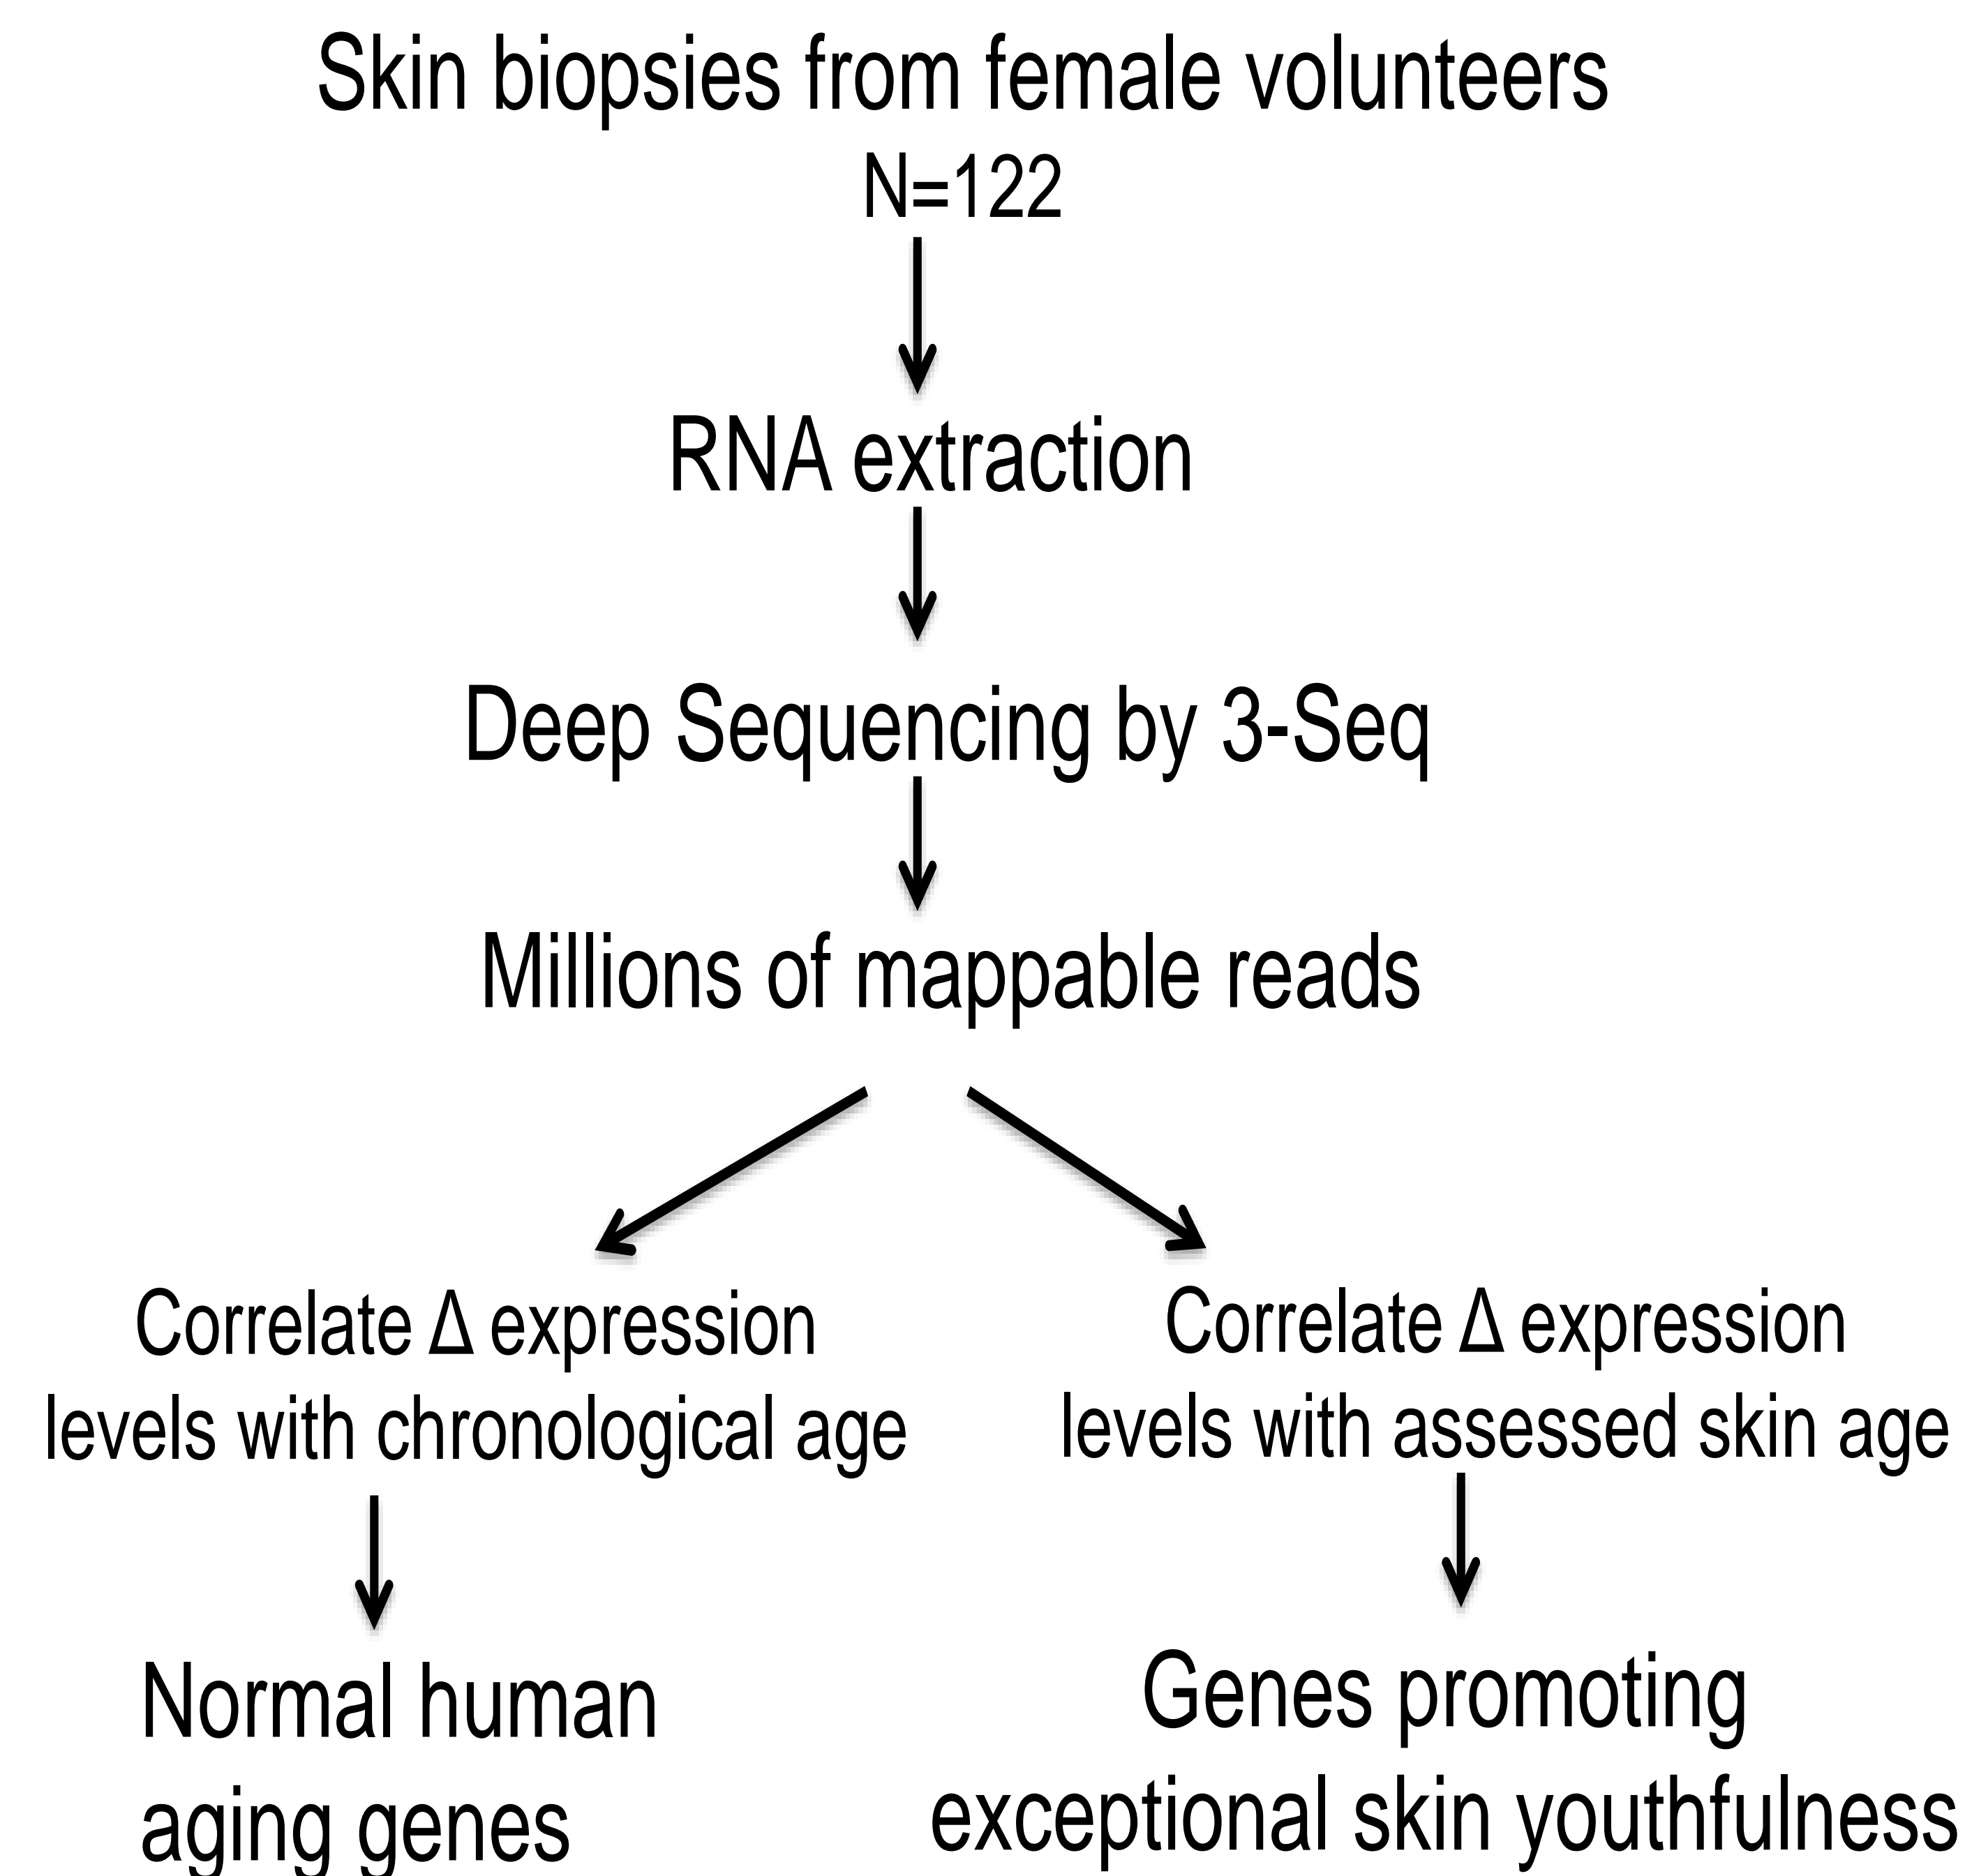 Skin biopsies from female volunteers
N=122
RNA extraction
Deep Sequencing by 3-Seq
Millions of mappable reads
Correlate Δ expression
levels with chronological age
Correlate Δ expression
levels with assessed skin age
Normal human
aging genes
Genes promoting
exceptional skin youthfulness